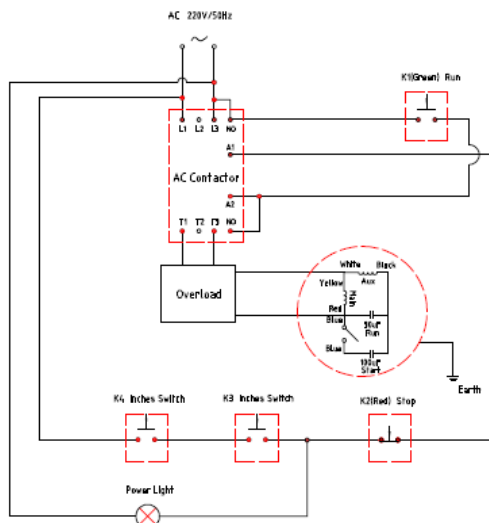 AC 220V/50Hz
K1(Green) Run
L1 L2 L3 NO
A1
AC Contactor
A2
T1 T2 T3 NO
White Black
Aux
Yellow
Main
Red
Blue
50uF
Run
Blue
100uF
Start
Overload
Earth
K4 Inches Switch
K3 Inches Switch
K2(Red) Stop
Power Light